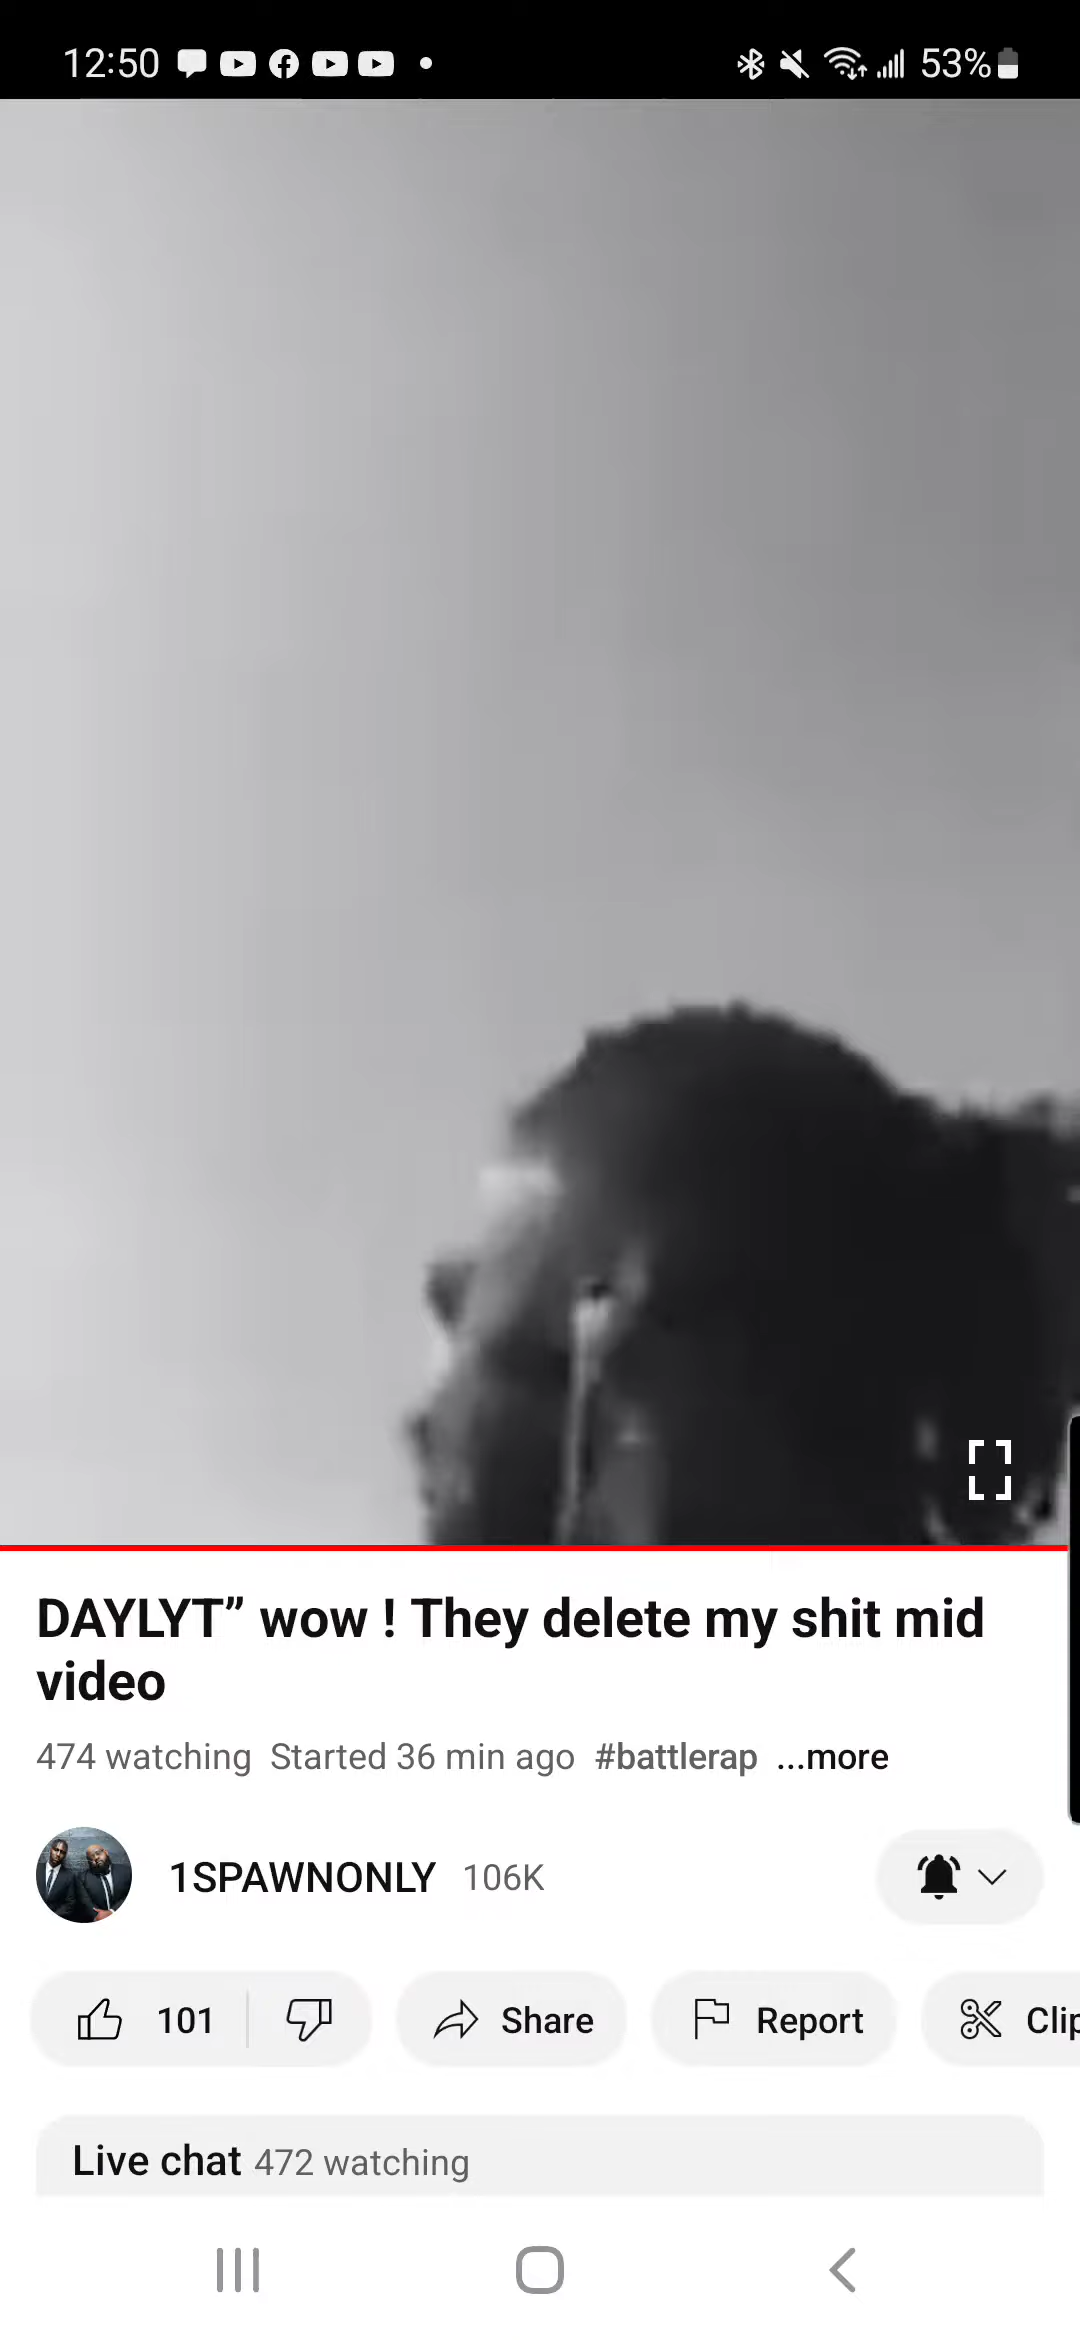 12:50 53%
DAYLYT” wow ! They delete my shit mid
video
474 watching Started 36 min ago #battlerap ...more
1SPAWNONLY 106K
101 Share Report Clip
Live chat 472 watching